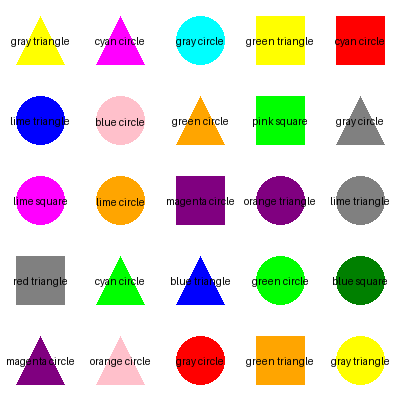 gray triangle
cyan circle
gray circle
green triangle
cyan circle
lime triangle
blue circle
green circle
pink square
gray circle
lime square
lime circle
magenta circle
orange triangle
lime triangle
red triangle
cyan circle
blue triangle
green circle
blue square
magenta circle
orange circle
gray circle
green triangle
gray triangle